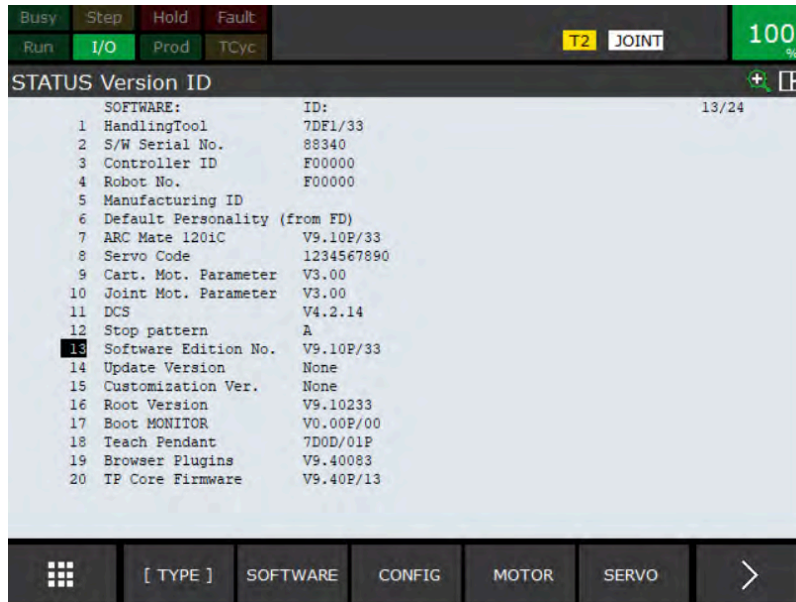 Busy Step Hold Fault
Run I/O Prod TCyc T2 JOINT 100
%
STATUS Version ID
SOFTWARE: ID: 13/24
1 HandlingTool 7DF1/33
2 S/W Serial No. 88340
3 Controller ID F00000
4 Robot No. F00000
5 Manufacturing ID
6 Default Personality (from FD)
7 ARC Mate 120iC V9.10P/33
8 Servo Code 1234567890
9 Cart. Mot. Parameter V3.00
10 Joint Mot. Parameter V3.00
11 DCS V4.2.14
12 Stop pattern A
13 Software Edition No. V9.10P/33
14 Update Version None
15 Customization Ver. None
16 Root Version V9.10233
17 Boot MONITOR V0.00P/00
18 Teach Pendant 7D0D/01P
19 Browser Plugins V9.40083
20 TP Core Firmware V9.40P/13
[ TYPE ] SOFTWARE CONFIG MOTOR SERVO